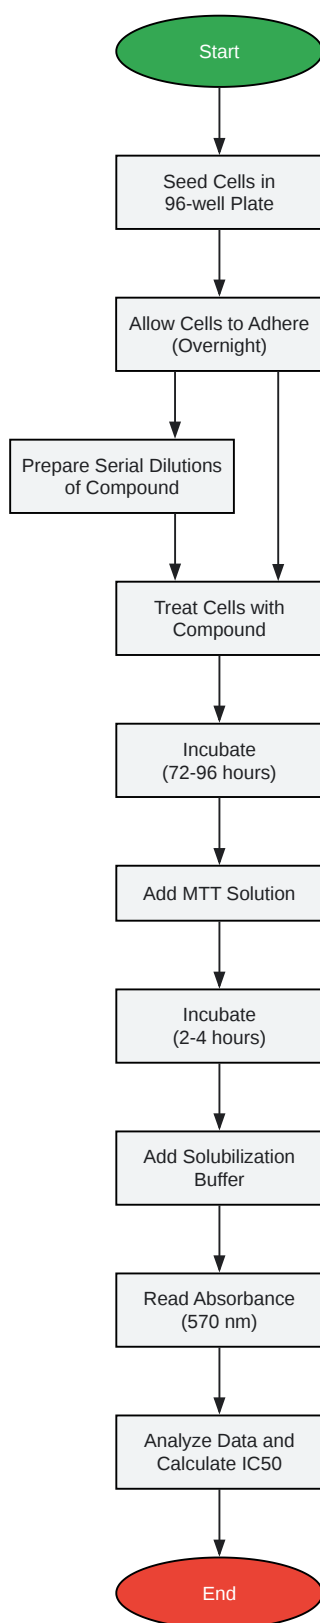 Start
Seed Cells in
96-well Plate
Allow Cells to Adhere
(Overnight)
Prepare Serial Dilutions
of Compound
Treat Cells with
Compound
Incubate
(72-96 hours)
Add MTT Solution
Incubate
(2-4 hours)
Add Solubilization
Buffer
Read Absorbance
(570 nm)
Analyze Data and
Calculate IC50
End